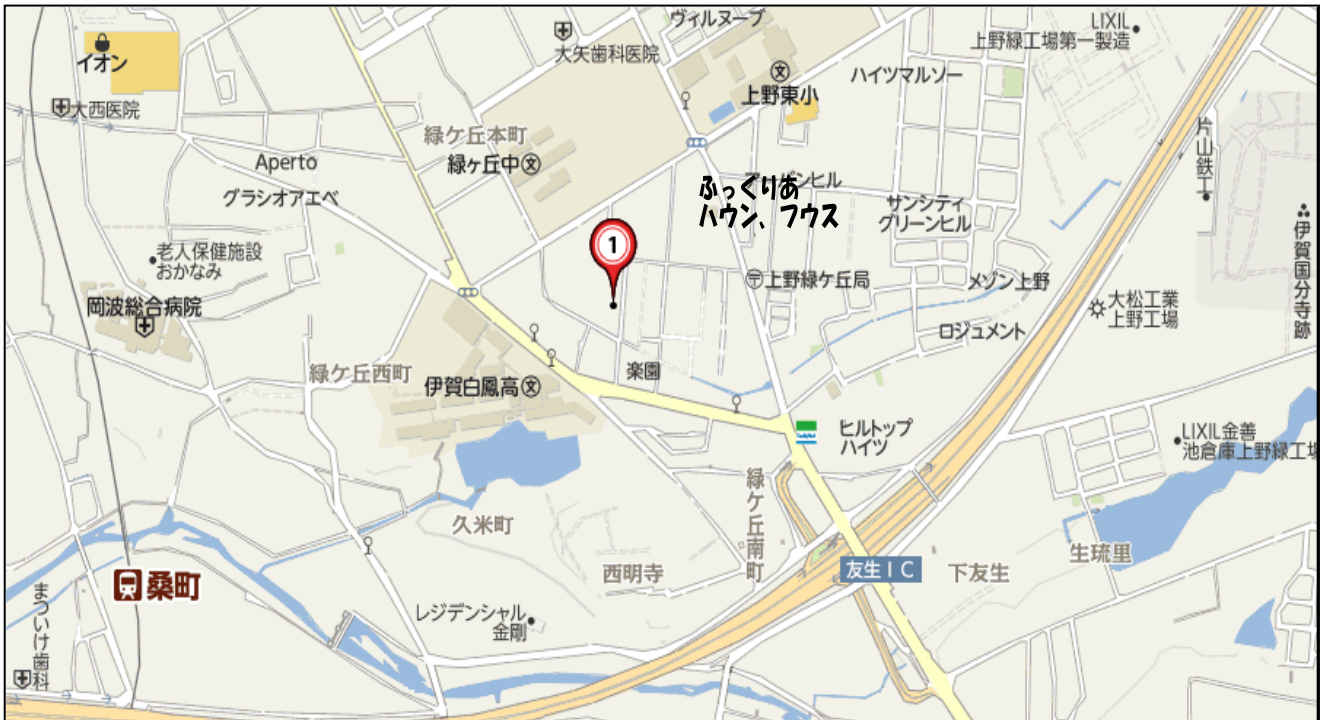 ヴィルヌーブ
LIXIL
上野緑工場第一製造
イオン
大矢歯科医院
文
上野東小
ハイツマルソー
大西医院
緑ケ丘本町
緑ヶ丘中文
片山鉄工
Aperto
グラシオアエベ
ふっくりあ
ハウン、フウス
サンシティ
グリーンヒル
1
老人保健施設
おかなみ
岡波総合病院
〒上野緑ケ丘局
メゾン上野
伊賀国分寺跡
大松工業
上野工場
ロジュメント
緑ケ丘西町
楽園
伊賀白鳳高文
FamilyMart
ヒルトップ
ハイツ
LIXIL金善
池倉庫上野緑工場
緑ケ丘南町
久米町
西明寺
友生IC
下友生
生琉里
桑町
まついけ歯科
レジデンシャル
金剛